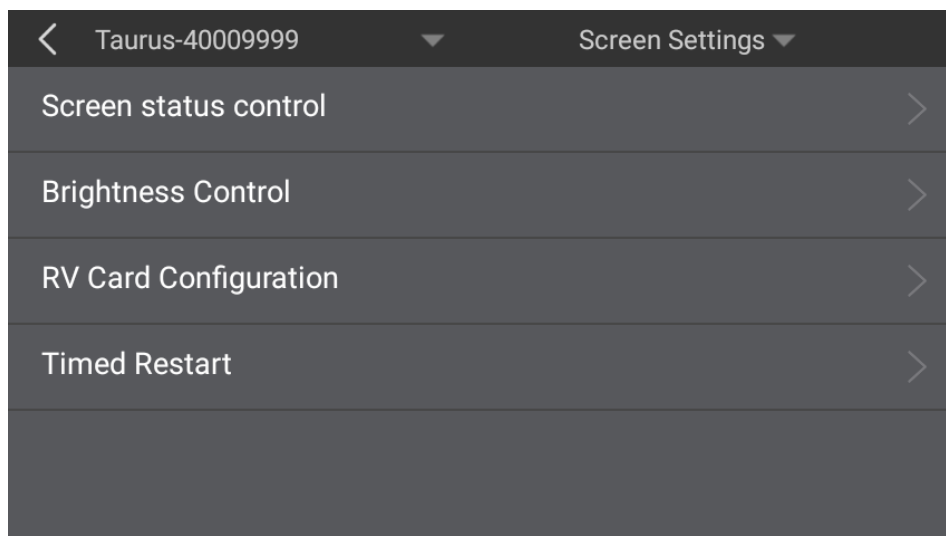 Taurus-40009999 Screen Settings
Screen status control
Brightness Control
RV Card Configuration
Timed Restart